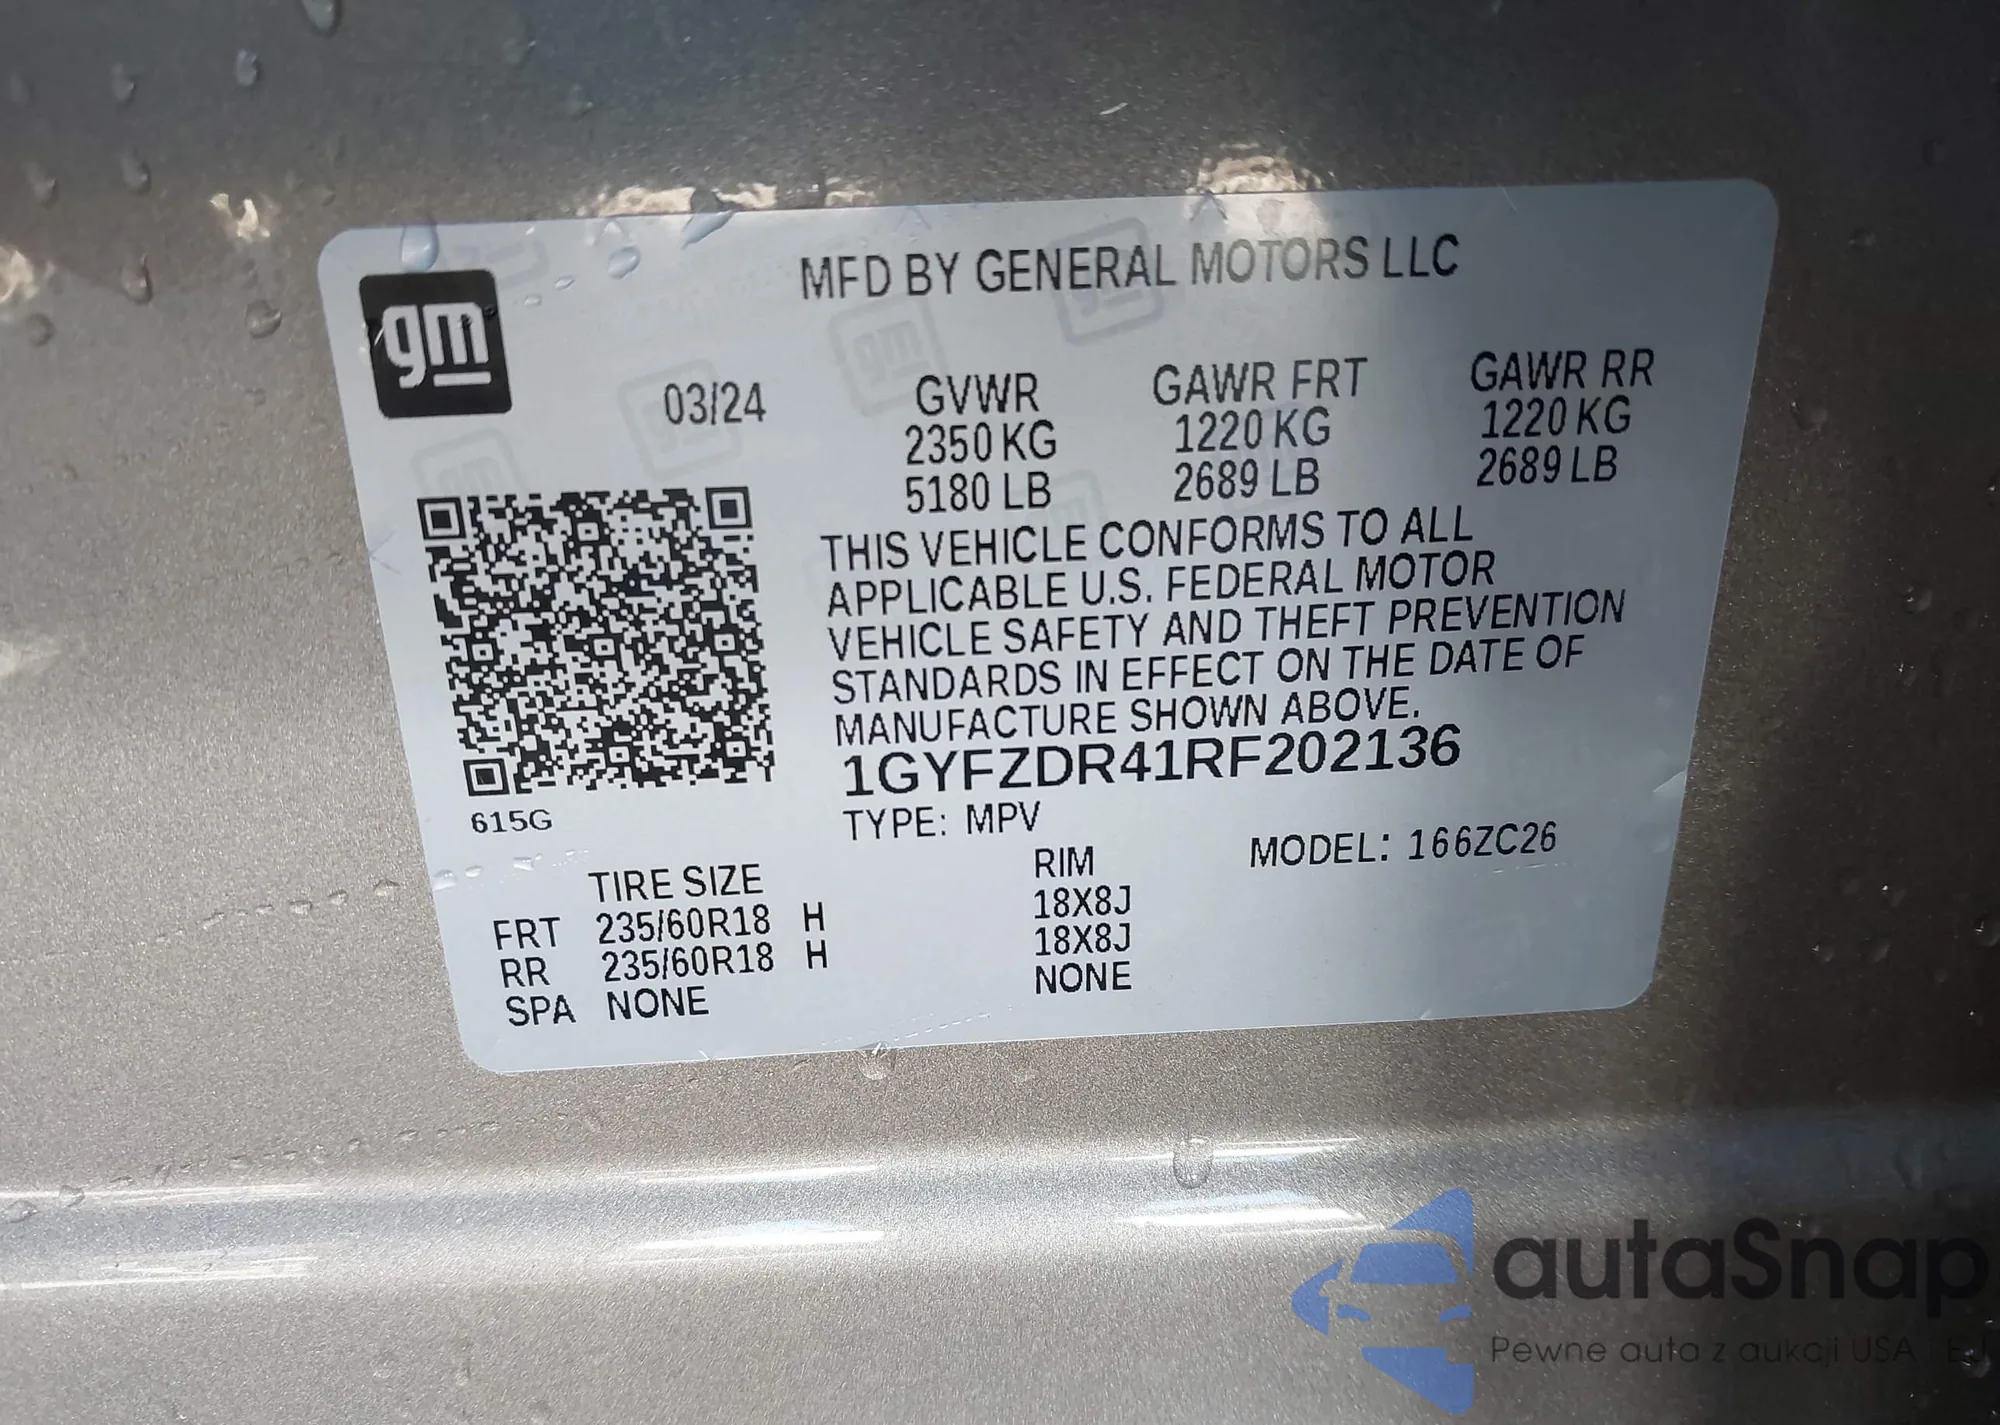 MFD BY GENERAL MOTORS LLC
gm
03/24
GVWR
2350 KG
5180 LB
GAWR FRT
1220 KG
2689 LB
GAWR RR
1220 KG
2689 LB
THIS VEHICLE CONFORMS TO ALL
APPLICABLE U.S. FEDERAL MOTOR
VEHICLE SAFETY AND THEFT PREVENTION
STANDARDS IN EFFECT ON THE DATE OF
MANUFACTURE SHOWN ABOVE.
1GYFZDR41RF202136
615G
TYPE: MPV
MODEL: 166ZC26
TIRE SIZE RIM
FRT 235/60R18 H 18X8J
RR 235/60R18 H 18X8J
SPA NONE NONE
autaSnap
Pewne auta z aukcji USA i EU